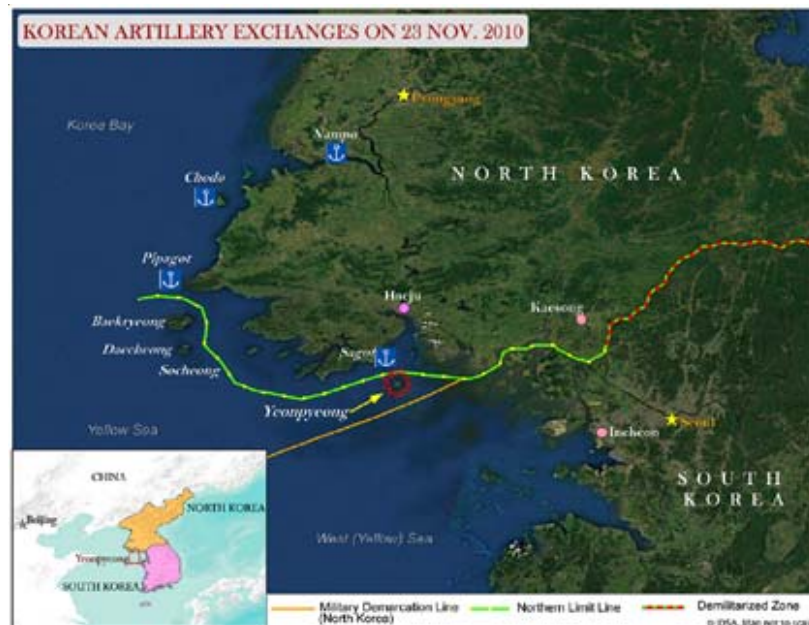 KOREAN ARTILLERY EXCHANGES ON 23 NOV. 2010
Pyongyang
Korea Bay
Nampo
NORTH KOREA
Chodo
Pipagot
Haeju
Kaesong
Baekryeong
Daecheong
Sagot
Socheong
Yeonpyeong
Seoul
Incheon
Yellow Sea
SOUTH
KOREA
CHINA
NORTH KOREA
Beijing
Yeonpyeong
SOUTH KOREA
West (Yellow) Sea
Military Demarcation Line
(North Korea)
Northern Limit Line
Demilitarized Zone